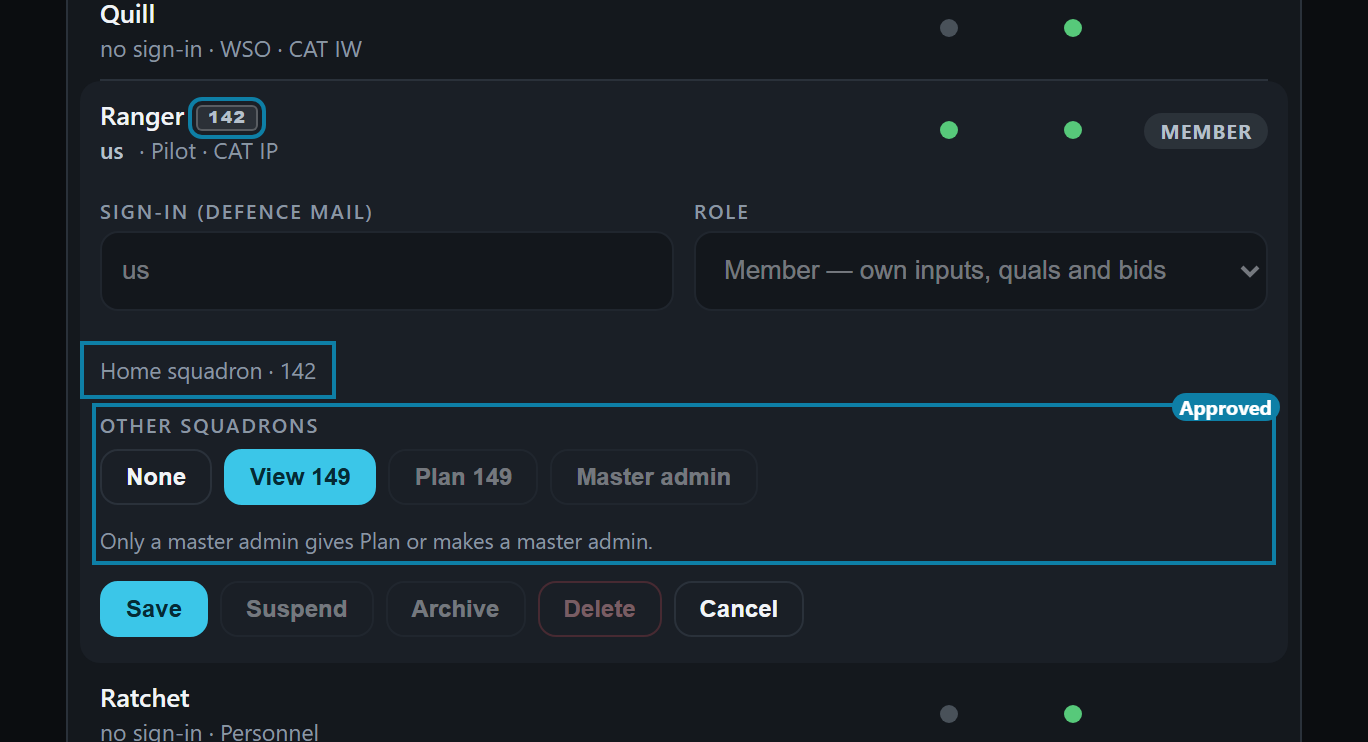 Quill
no sign-in · WSO · CAT IW
Ranger 142
us · Pilot · CAT IP
MEMBER
SIGN-IN (DEFENCE MAIL)
ROLE
us
Member — own inputs, quals and bids
Home squadron · 142
Approved
OTHER SQUADRONS
None View 149 Plan 149 Master admin
Only a master admin gives Plan or makes a master admin.
Save Suspend Archive Delete Cancel
Ratchet
no sign-in · Personnel